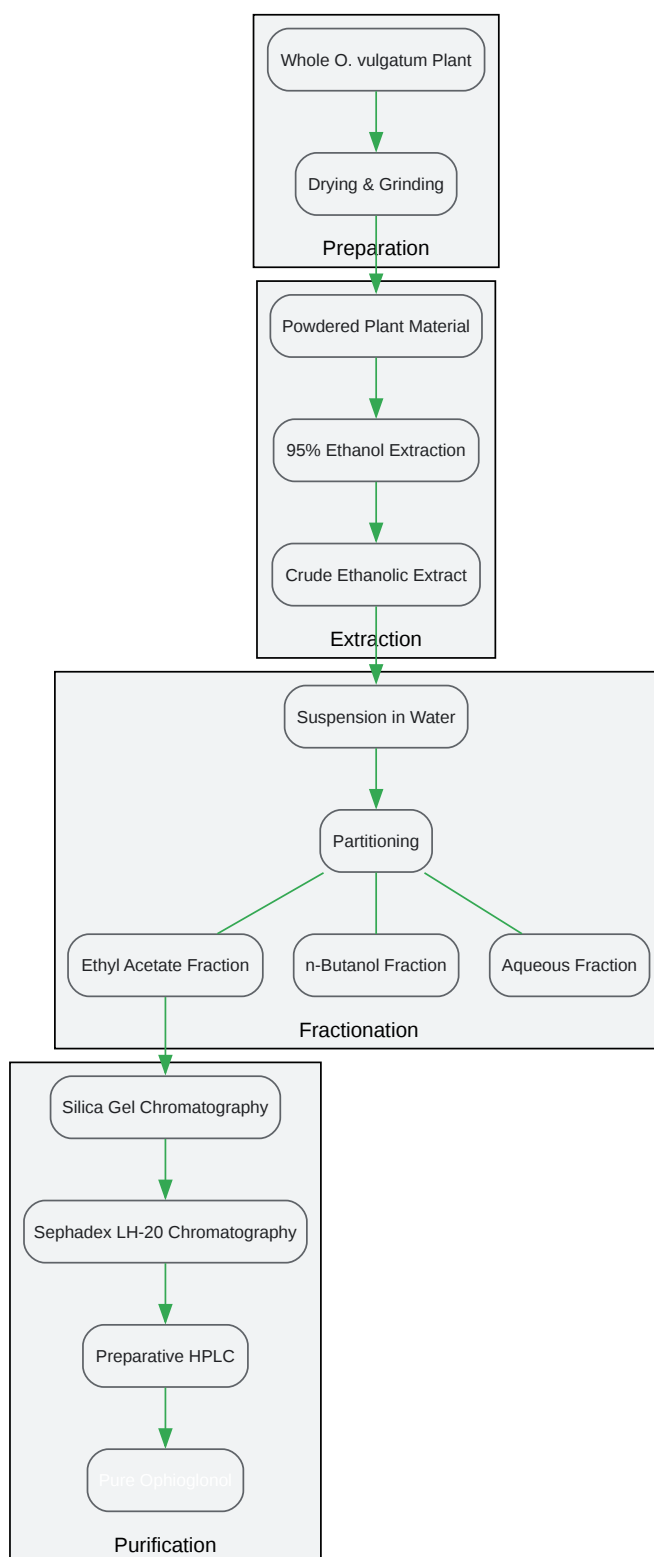 Whole O. vulgatum Plant
Drying & Grinding
Preparation
Powdered Plant Material
95% Ethanol Extraction
Crude Ethanolic Extract
Extraction
Suspension in Water
Partitioning
Ethyl Acetate Fraction
n-Butanol Fraction
Aqueous Fraction
Fractionation
Silica Gel Chromatography
Sephadex LH-20 Chromatography
Preparative HPLC
Pure Ophioglonol
Purification